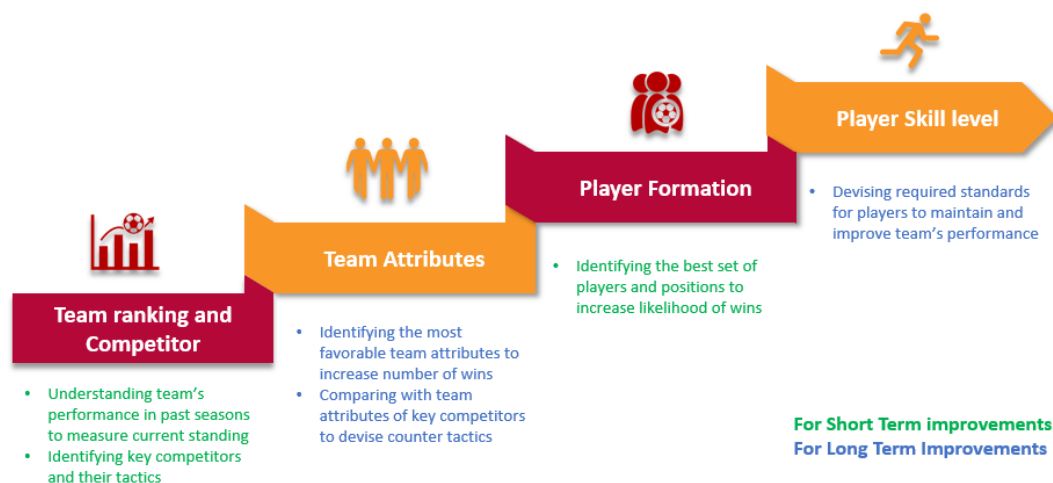 Team ranking and
Competitor
• Understanding team's
performance in past seasons
to measure current standing
• Identifying key competitors
and their tactics
Team Attributes
• Identifying the most
favorable team attributes to
increase number of wins
• Comparing with team
attributes of key competitors
to devise counter tactics
Player Formation
• Identifying the best set of
players and positions to
increase likelihood of wins
Player Skill level
• Devising required standards
for players to maintain and
improve team's performance
For Short Term improvements
For Long Term Improvements